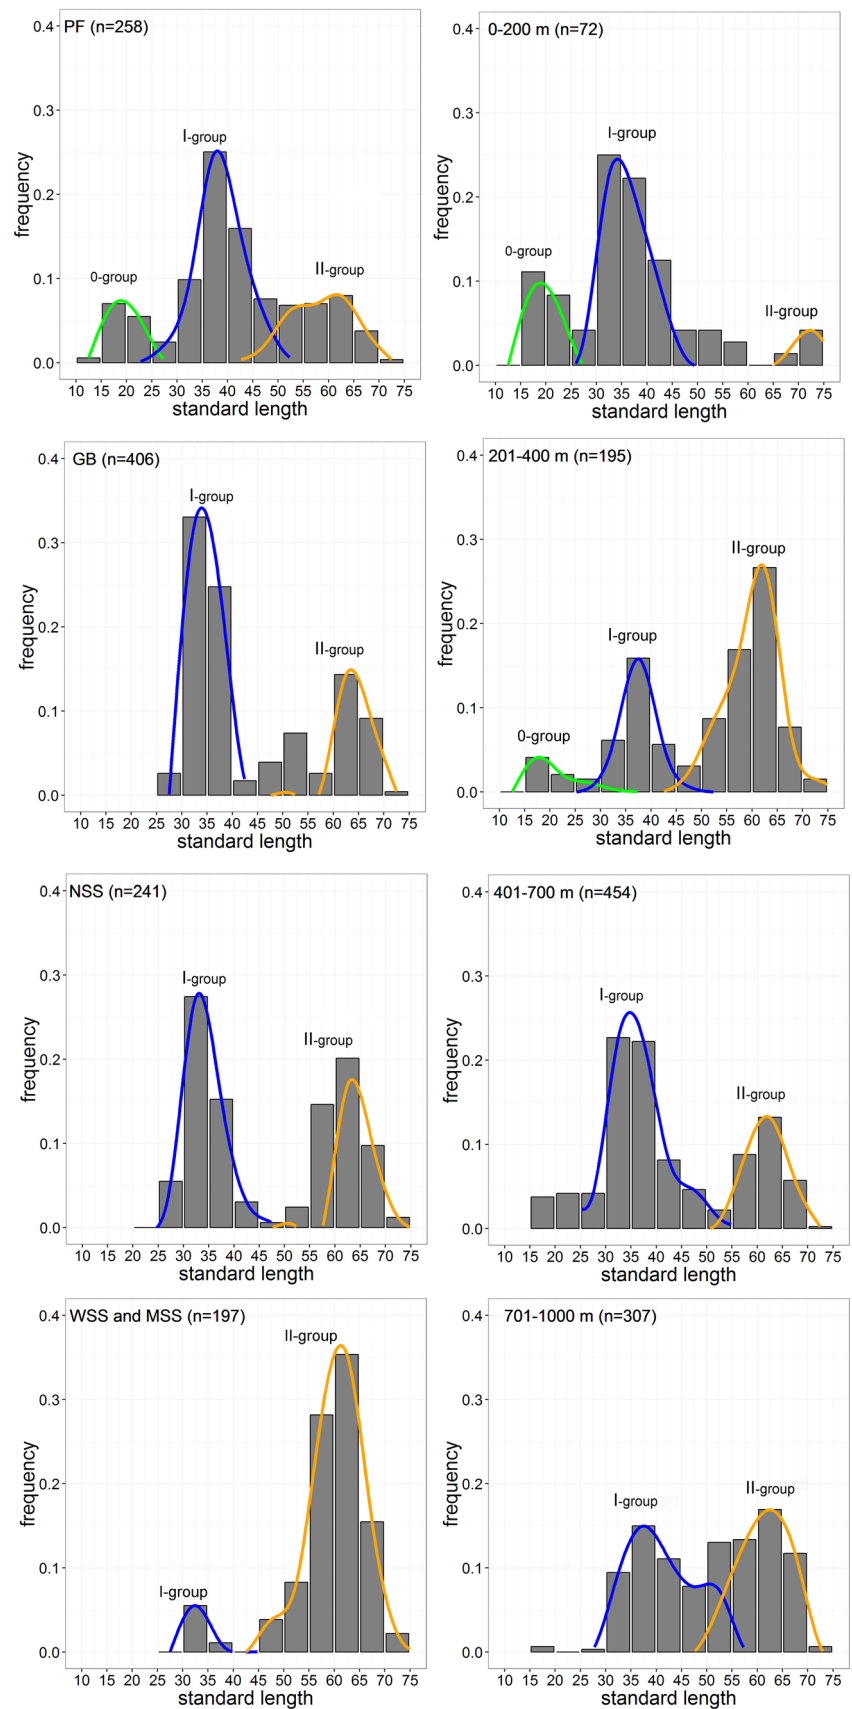 PF (n=258)
I-group
0-group
II-group
0.4
0.3
0.2
0.1
0.0
frequency
10 15 20 25 30 35 40 45 50 55 60 65 70 75
standard length
0-200 m (n=72)
I-group
0-group
II-group
0.4
0.3
0.2
0.1
0.0
frequency
10 15 20 26 30 35 40 45 50 55 60 65 70 75
standard length
GB (n=406)
I-group
II-group
0.4
0.3
0.2
0.1
0.0
frequency
10 15 20 25 30 35 40 45 50 55 60 65 70 75
standard length
201-400 m (n=195)
II-group
I-group
0-group
0.4
0.3
0.2
0.1
0.0
frequency
10 15 20 25 30 35 40 45 50 55 60 65 70 75
standard length
NSS (n=241)
I-group
II-group
0.4
0.3
0.2
0.1
0.0
frequency
10 15 20 25 30 35 40 45 50 55 60 65 70 75
standard length
401-700 m (n=454)
I-group
II-group
0.4
0.3
0.2
0.1
0.0
frequency
10 15 20 25 30 35 40 45 50 55 60 65 70 75
standard length
WSS and MSS (n=197)
II-group
I-group
0.4
0.3
0.2
0.1
0.0
frequency
10 15 20 25 30 35 40 45 50 55 60 65 70 75
standard length
701-1000 m (n=307)
II-group
I-group
0.4
0.3
0.2
0.1
0.0
frequency
10 15 20 25 30 35 40 45 50 55 60 65 70 75
standard length